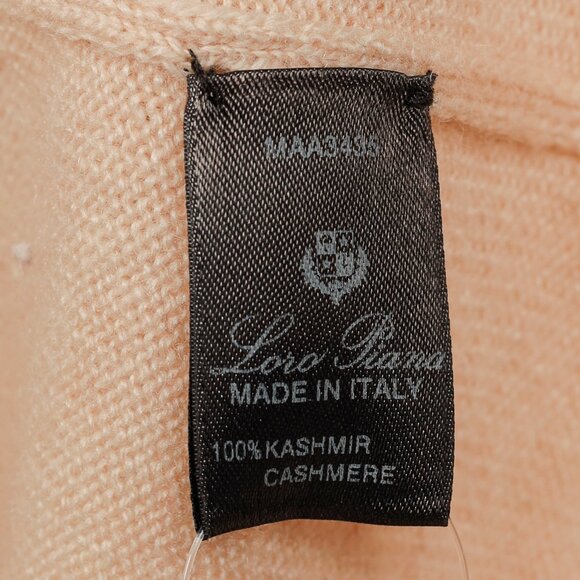 MAA3435
Loro Piana
MADE IN ITALY
100% KASHMIR
CASHMERE